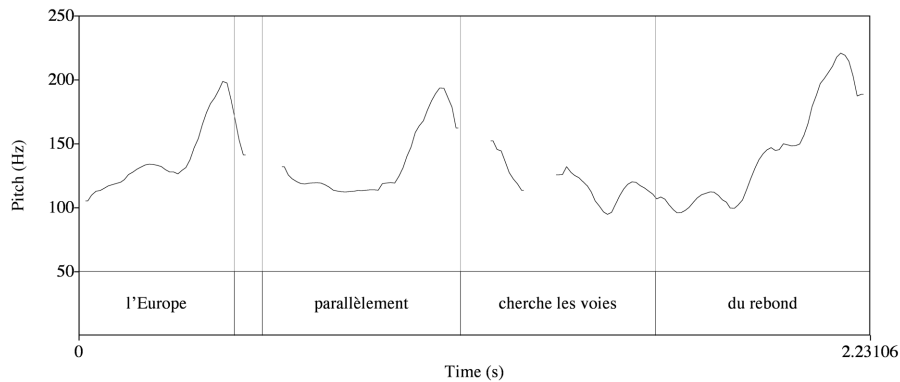 250
200
150
100
50
Pitch (Hz)
l’Europe parallèlement cherche les voies du rebond
0 2.23106
Time (s)